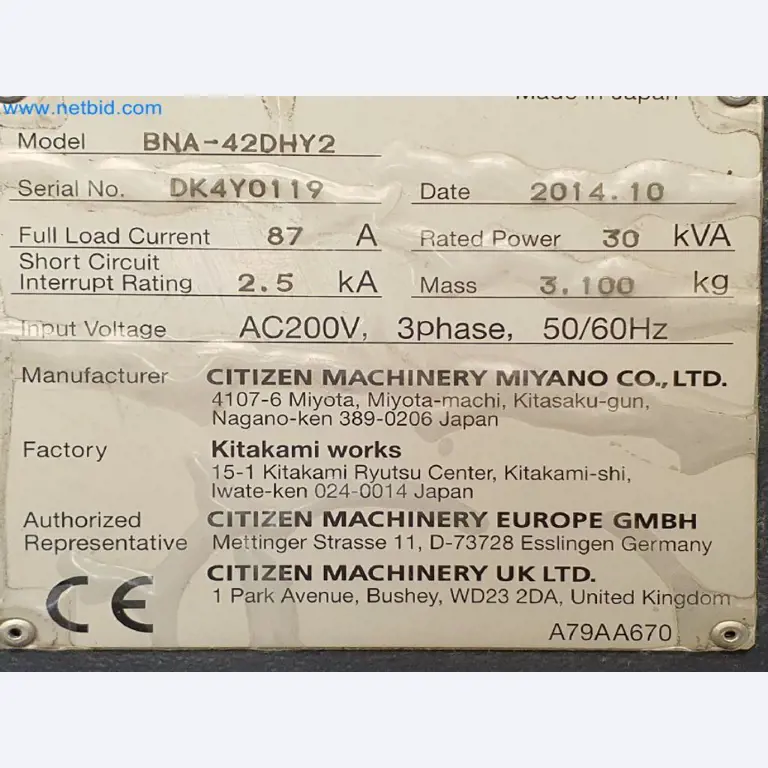 www.netbid.com
Made in Japan
Model BNA-42DHY2
Serial No. DK4Y0119 Date 2014.10
Full Load Current 87 A Rated Power 30 kVA
Short Circuit
Interrupt Rating 2.5 kA Mass 3.100 kg
Input Voltage AC200V, 3phase, 50/60Hz
Manufacturer CITIZEN MACHINERY MIYANO CO., LTD.
4107-6 Miyota, Miyota-machi, Kitasaku-gun,
Nagano-ken 389-0206 Japan
Factory Kitakami works
15-1 Kitakami Ryutsu Center, Kitakami-shi,
Iwate-ken 024-0014 Japan
Authorized CITIZEN MACHINERY EUROPE GMBH
Representative Mettinger Strasse 11, D-73728 Esslingen Germany
CITIZEN MACHINERY UK LTD.
CE 1 Park Avenue, Bushey, WD23 2DA, United Kingdom
A79AA670